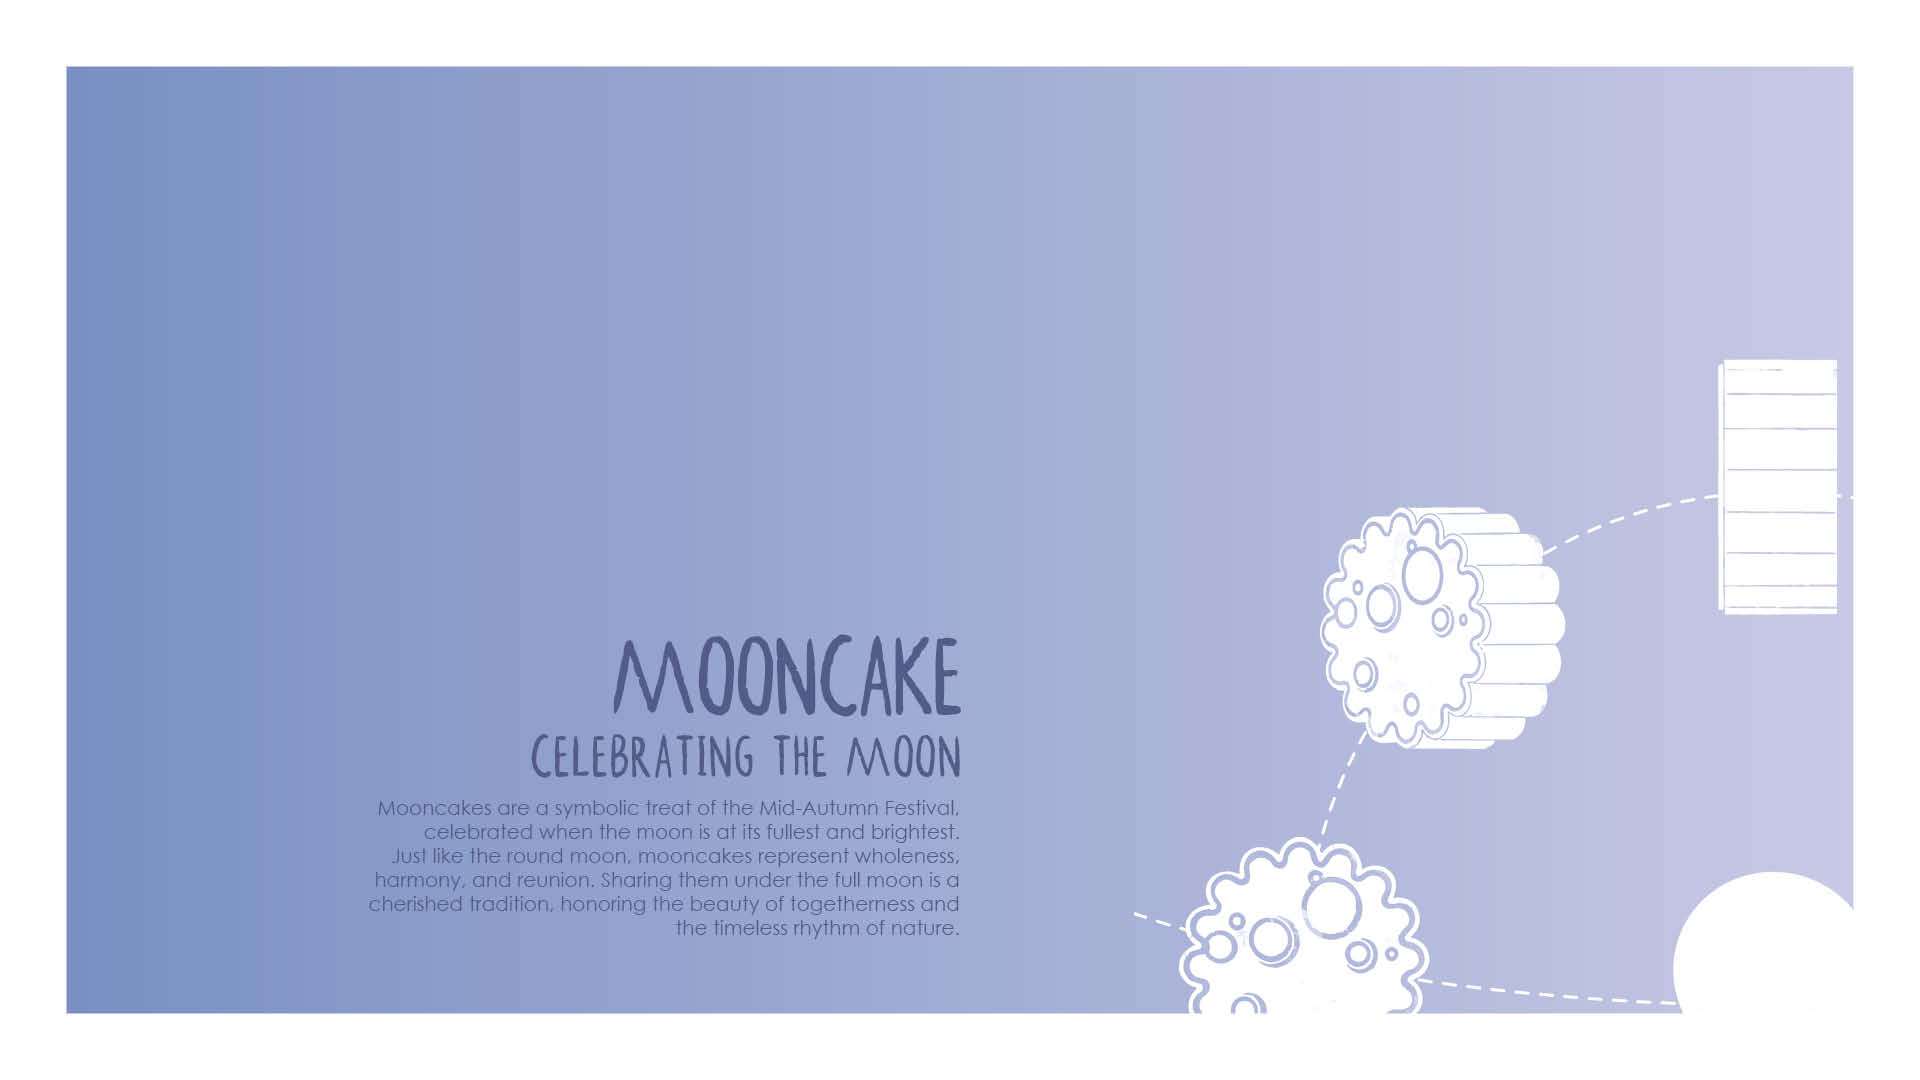 MOONCAKE
CELEBRATING THE MOON
Mooncakes are a symbolic treat of the Mid-Autumn Festival,
celebrated when the moon is at its fullest and brightest.
Just like the round moon, mooncakes represent wholeness,
harmony, and reunion. Sharing them under the full moon is a
cherished tradition, honoring the beauty of togetherness and
the timeless rhythm of nature.